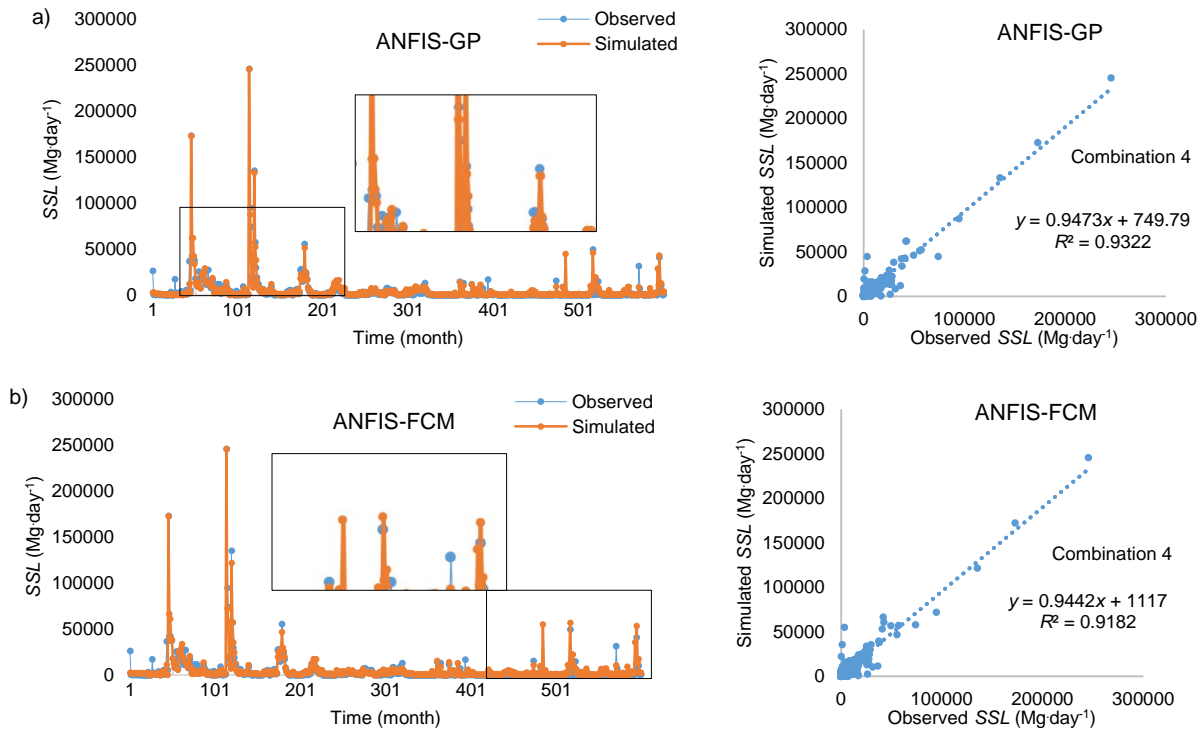 a)
ANFIS-GP
Observed
Simulated
SSL (Mg·day⁻¹)
300000
250000
200000
150000
100000
50000
0
1 101 201 301 401 501
Time (month)
ANFIS-GP
Simulated SSL (Mg·day⁻¹)
300000
250000
200000
150000
100000
50000
0
Combination 4
y = 0.9473x + 749.79
R² = 0.9322
0 100000 200000 300000
Observed SSL (Mg·day⁻¹)
b)
ANFIS-FCM
Observed
Simulated
SSL (Mg·day⁻¹)
300000
250000
200000
150000
100000
50000
0
1 101 201 301 401 501
Time (month)
ANFIS-FCM
Simulated SSL (Mg·day⁻¹)
300000
250000
200000
150000
100000
50000
0
Combination 4
y = 0.9442x + 1117
R² = 0.9182
0 100000 200000 300000
Observed SSL (Mg·day⁻¹)